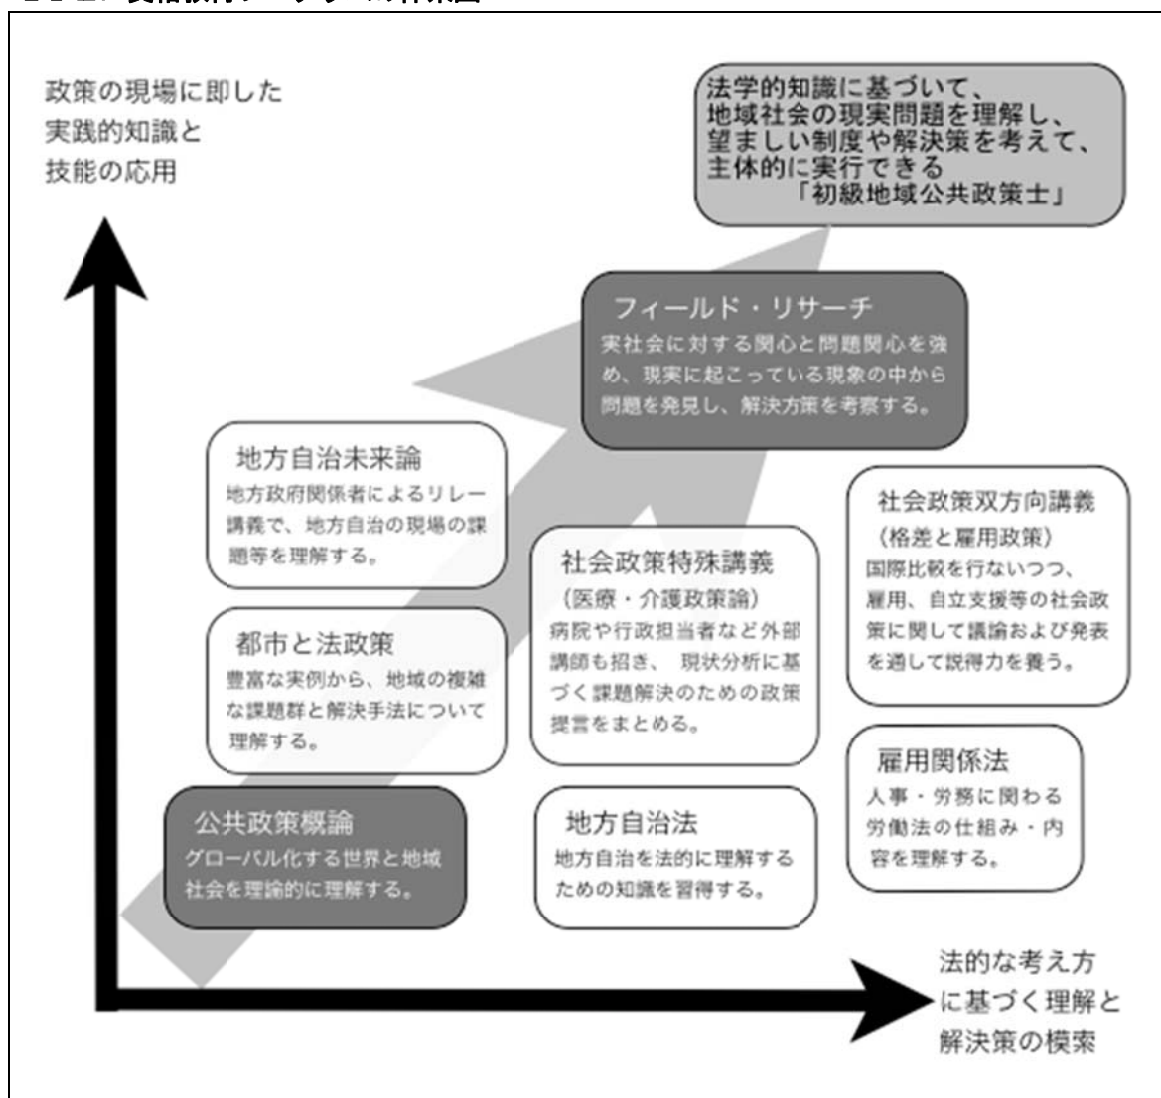 政策の現場に即した
実践的知識と
技能の応用
法学的知識に基づいて、
地域社会の現実問題を理解し、
望ましい制度や解決策を考えて、
主体的に実行できる
「初級地域公共政策士」
フィールド・リサーチ
実社会に対する関心と問題関心を強
め、現実に起こっている現象の中から
問題を発見し、解決方策を考察する。
地方自治未来論
地方政府関係者によるリレー
講義で、地方自治の現場の課
題等を理解する。
社会政策特殊講義
（医療・介護政策論）
病院や行政担当者など外部
講師も招き、 現状分析に基
づく課題解決のための政策
提言をまとめる。
社会政策双方向講義
（格差と雇用政策）
国際比較を行ないつつ、
雇用、自立支援等の社会政
策に関して議論および発表
を通して説得力を養う。
都市と法政策
豊富な実例から、地域の複雑
な課題群と解決手法について
理解する。
雇用関係法
人事・労務に関わる
労働法の仕組み・内
容を理解する。
公共政策概論
グローバル化する世界と地域
社会を理論的に理解する。
地方自治法
地方自治を法的に理解する
ための知識を習得する。
法的な考え方
に基づく理解と
解決策の模索